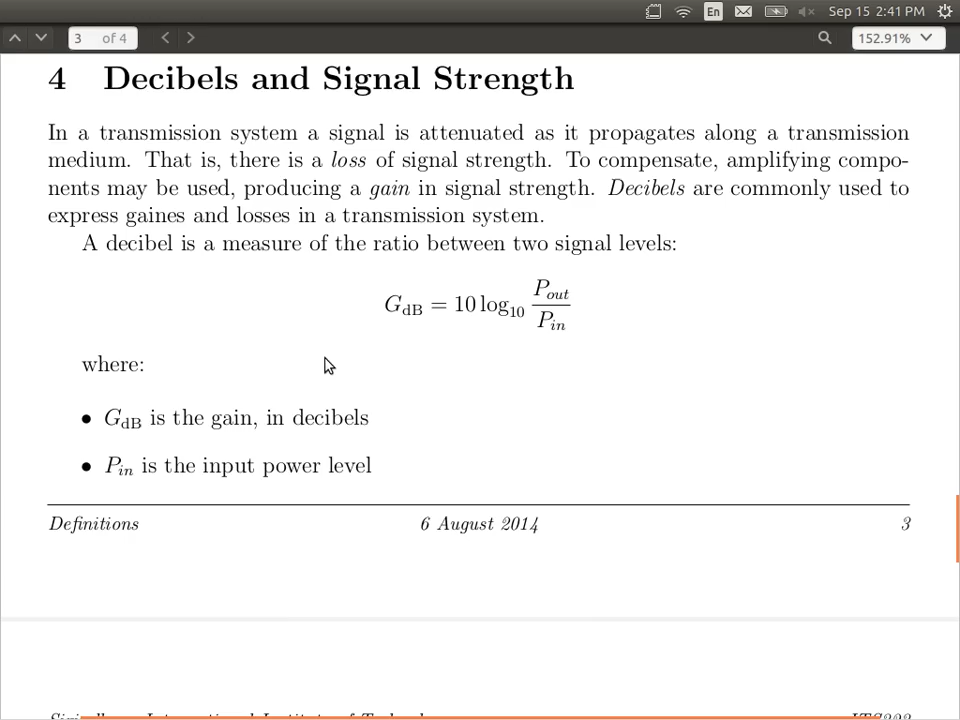 En Sep 15 2:41 PM
3 of 4 152.91%
4 Decibels and Signal Strength
In a transmission system a signal is attenuated as it propagates along a transmission
medium. That is, there is a loss of signal strength. To compensate, amplifying compo-
nents may be used, producing a gain in signal strength. Decibels are commonly used to
express gaines and losses in a transmission system.
A decibel is a measure of the ratio between two signal levels:
G_dB = 10 log_10 P_out / P_in
where:
• G_dB is the gain, in decibels
• P_in is the input power level
Definitions 6 August 2014 3